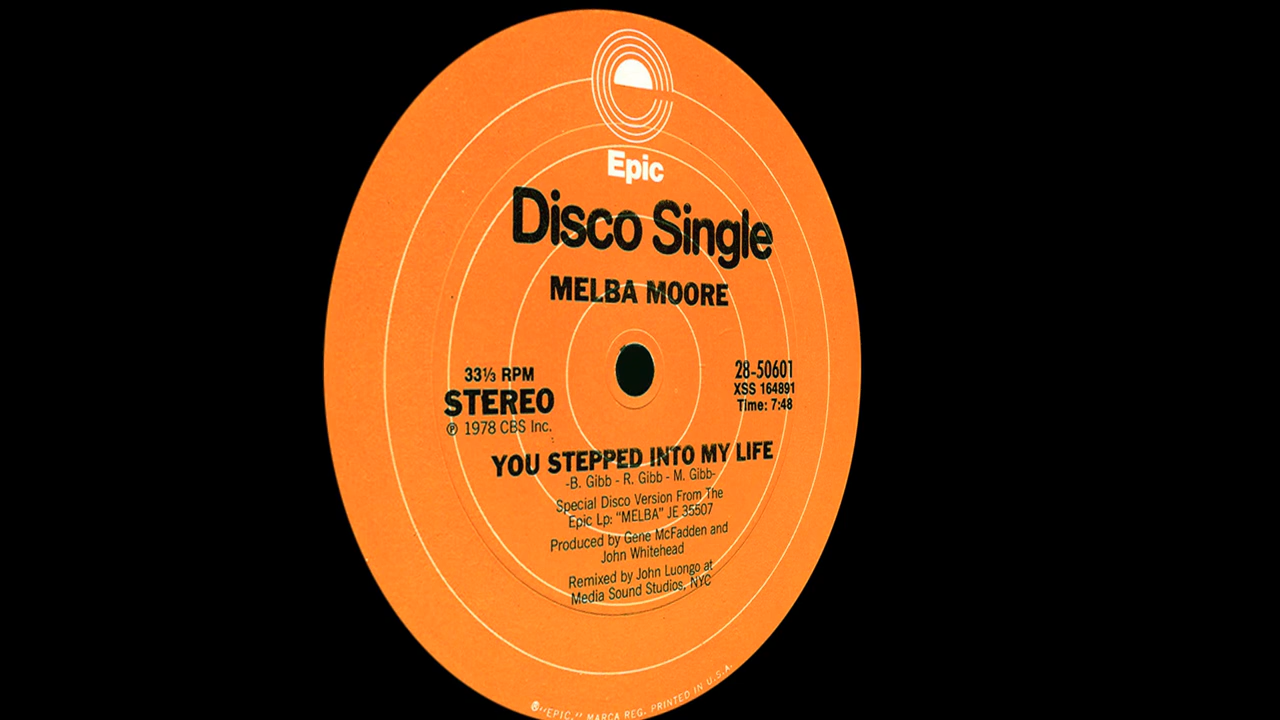 Epic
Disco Single
MELBA MOORE
33⅓ RPM
STEREO
℗ 1978 CBS Inc.
28-50601
XSS 164891
Time: 7:48
YOU STEPPED INTO MY LIFE
-B. Gibb - R. Gibb - M. Gibb-
Special Disco Version From The
Epic Lp: "MELBA" JE 35507
Produced by Gene McFadden and
John Whitehead
Remixed by John Luongo at
Media Sound Studios, NYC
®"EPIC," MARCA REG. PRINTED IN U.S.A.